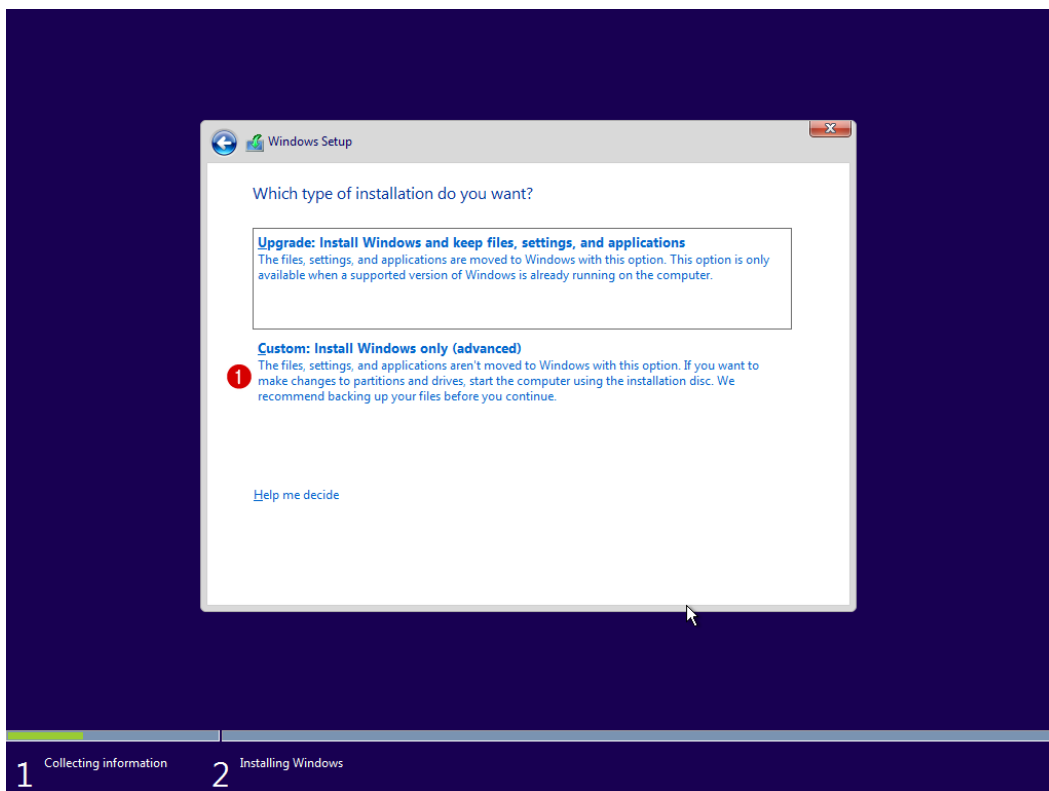 Windows Setup
Which type of installation do you want?
Upgrade: Install Windows and keep files, settings, and applications
The files, settings, and applications are moved to Windows with this option. This option is only
available when a supported version of Windows is already running on the computer.
Custom: Install Windows only (advanced)
1
The files, settings, and applications aren't moved to Windows with this option. If you want to
make changes to partitions and drives, start the computer using the installation disc. We
recommend backing up your files before you continue.
Help me decide
1 Collecting information
2 Installing Windows